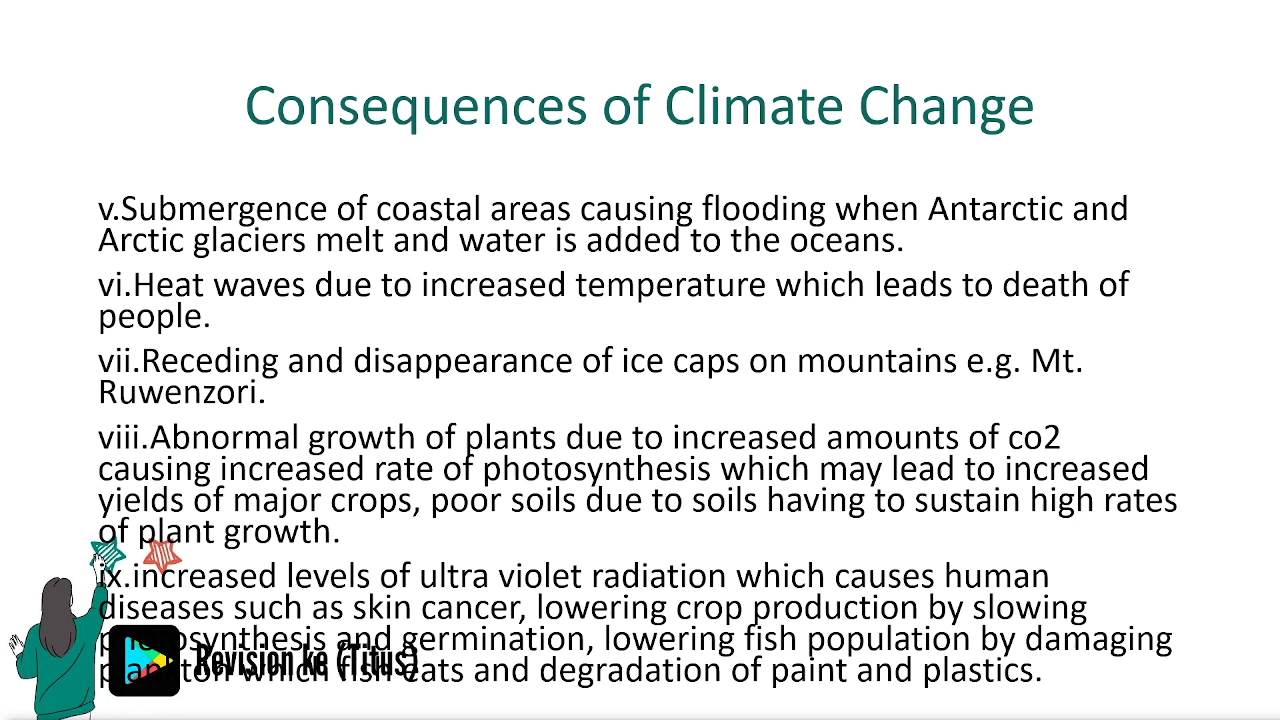 Consequences of Climate Change
v.Submergence of coastal areas causing flooding when Antarctic and
Arctic glaciers melt and water is added to the oceans.
vi.Heat waves due to increased temperature which leads to death of
people.
vii.Receding and disappearance of ice caps on mountains e.g. Mt.
Ruwenzori.
viii.Abnormal growth of plants due to increased amounts of co2
causing increased rate of photosynthesis which may lead to increased
yields of major crops, poor soils due to soils having to sustain high rates
of plant growth.
ix.increased levels of ultra violet radiation which causes human
diseases such as skin cancer, lowering crop production by slowing
photosynthesis and germination, lowering fish population by damaging
plankton which fish eats and degradation of paint and plastics.
Revision ke (Titus)